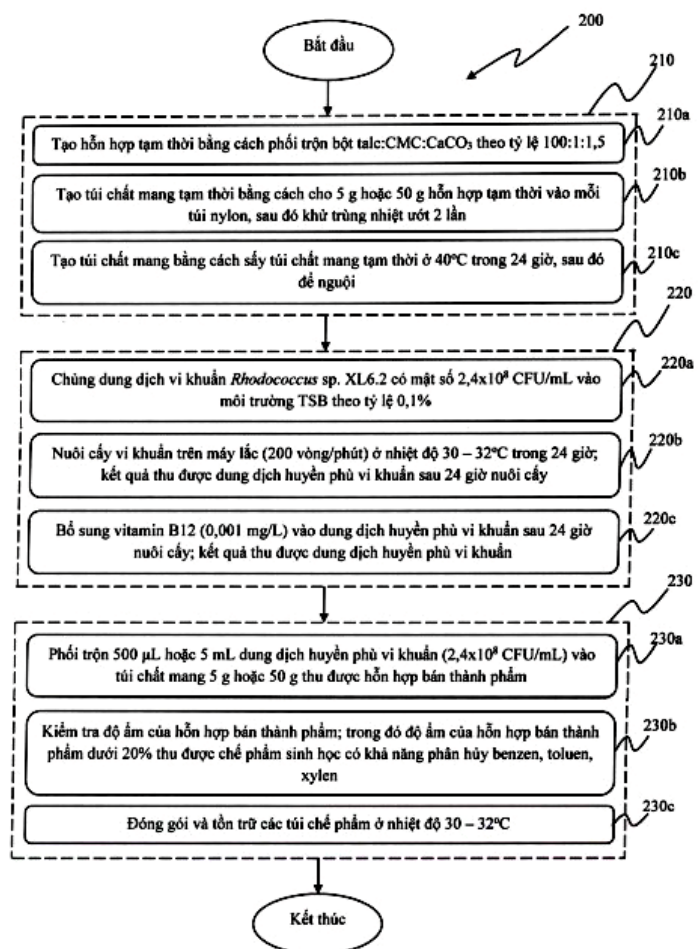 Bắt đầu
200
210
210a
Tạo hỗn hợp tạm thời bằng cách phối trộn bột talc:CMC:CaCO₃ theo tỷ lệ 100:1:1,5
210b
Tạo túi chất mang tạm thời bằng cách cho 5 g hoặc 50 g hỗn hợp tạm thời vào mỗi
túi nylon, sau đó khử trùng nhiệt ướt 2 lần
210c
Tạo túi chất mang bằng cách sấy túi chất mang tạm thời ở 40°C trong 24 giờ, sau đó
để nguội
220
220a
Chủng dung dịch vi khuẩn Rhodococcus sp. XL6.2 có mật số 2,4x10⁸ CFU/mL vào
môi trường TSB theo tỷ lệ 0,1%
220b
Nuôi cấy vi khuẩn trên máy lắc (200 vòng/phút) ở nhiệt độ 30 – 32°C trong 24 giờ;
kết quả thu được dung dịch huyền phù vi khuẩn sau 24 giờ nuôi cấy
220c
Bổ sung vitamin B12 (0,001 mg/L) vào dung dịch huyền phù vi khuẩn sau 24 giờ
nuôi cấy; kết quả thu được dung dịch huyền phù vi khuẩn
230
230a
Phối trộn 500 µL hoặc 5 mL dung dịch huyền phù vi khuẩn (2,4x10⁸ CFU/mL) vào
túi chất mang 5 g hoặc 50 g thu được hỗn hợp bán thành phẩm
230b
Kiểm tra độ ẩm của hỗn hợp bán thành phẩm; trong đó độ ẩm của hỗn hợp bán thành
phẩm dưới 20% thu được chế phẩm sinh học có khả năng phân hủy benzen, toluen,
xylen
230c
Đóng gói và tồn trữ các túi chế phẩm ở nhiệt độ 30 – 32°C
Kết thúc